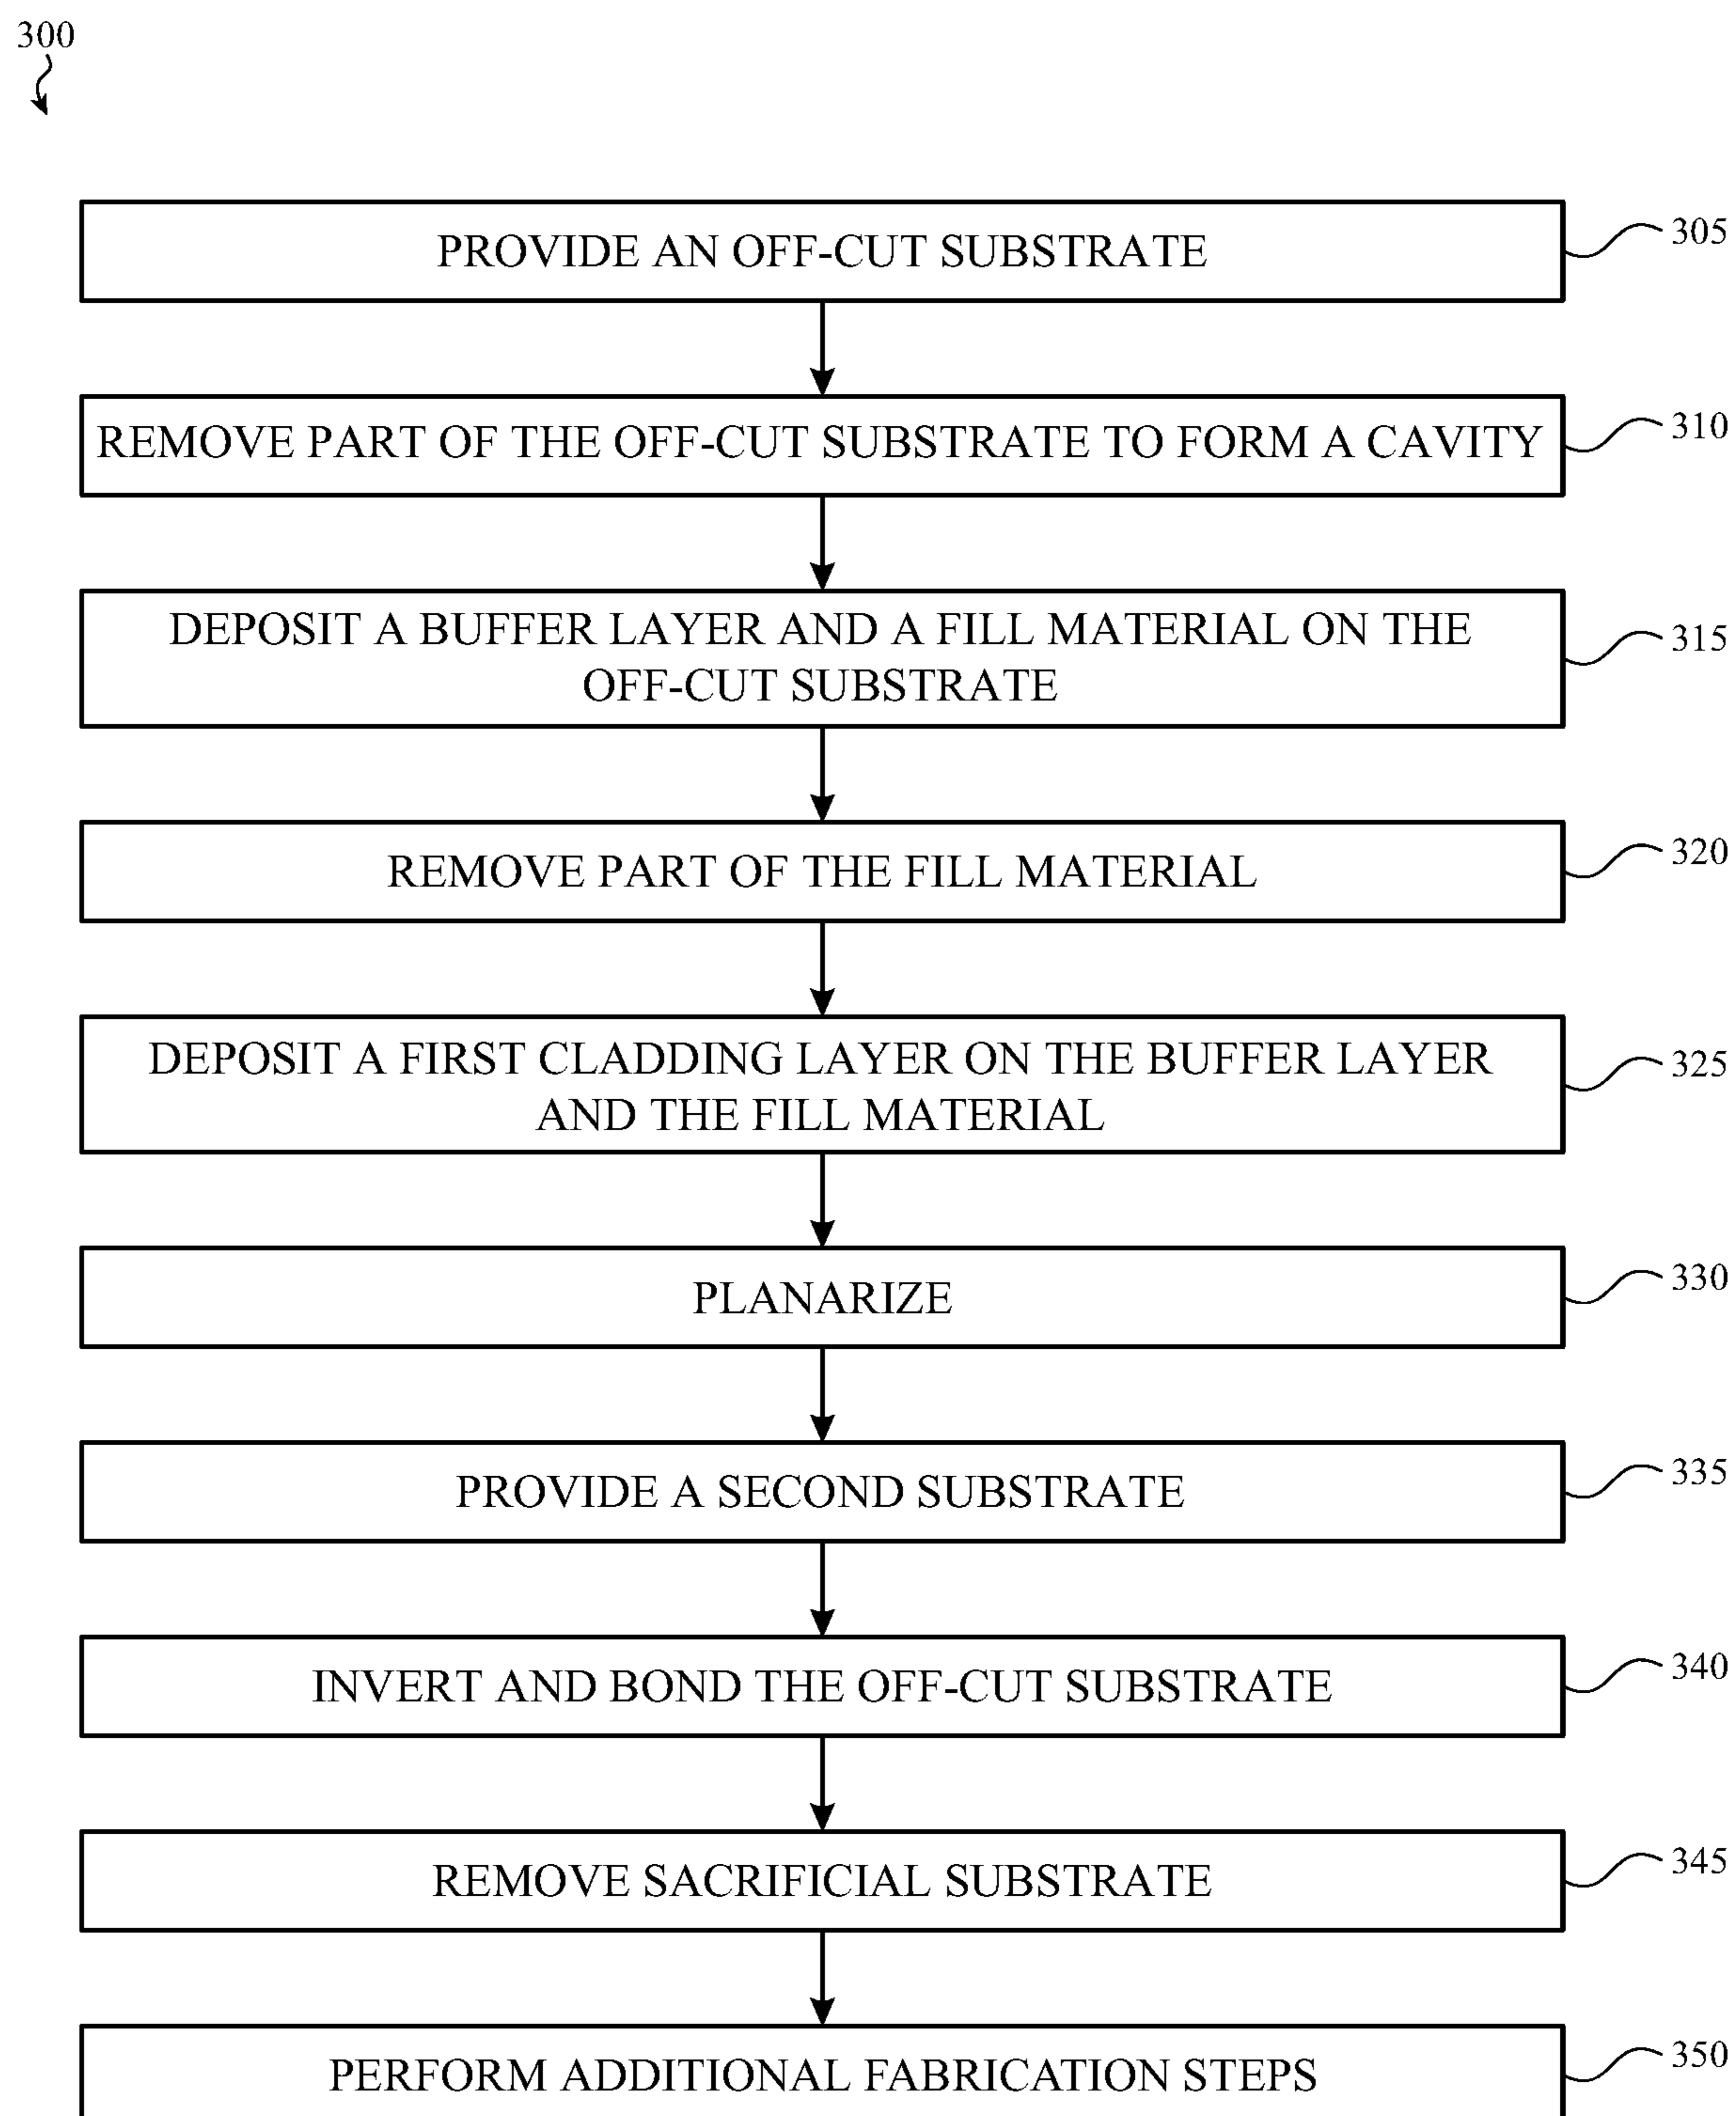 300
PROVIDE AN OFF-CUT SUBSTRATE
305
REMOVE PART OF THE OFF-CUT SUBSTRATE TO FORM A CAVITY
310
DEPOSIT A BUFFER LAYER AND A FILL MATERIAL ON THE
OFF-CUT SUBSTRATE
315
REMOVE PART OF THE FILL MATERIAL
320
DEPOSIT A FIRST CLADDING LAYER ON THE BUFFER LAYER
AND THE FILL MATERIAL
325
PLANARIZE
330
PROVIDE A SECOND SUBSTRATE
335
INVERT AND BOND THE OFF-CUT SUBSTRATE
340
REMOVE SACRIFICIAL SUBSTRATE
345
PERFORM ADDITIONAL FABRICATION STEPS
350